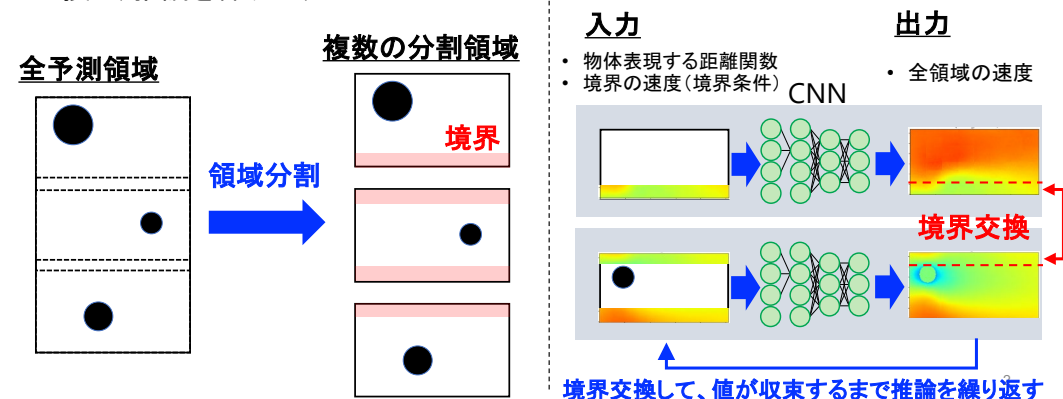 全予測領域
複数の分割領域
境界
領域分割
入力
• 物体表現する距離関数
• 境界の速度(境界条件)
CNN
出力
• 全領域の速度
境界交換
境界交換して、値が収束するまで推論を繰り返す